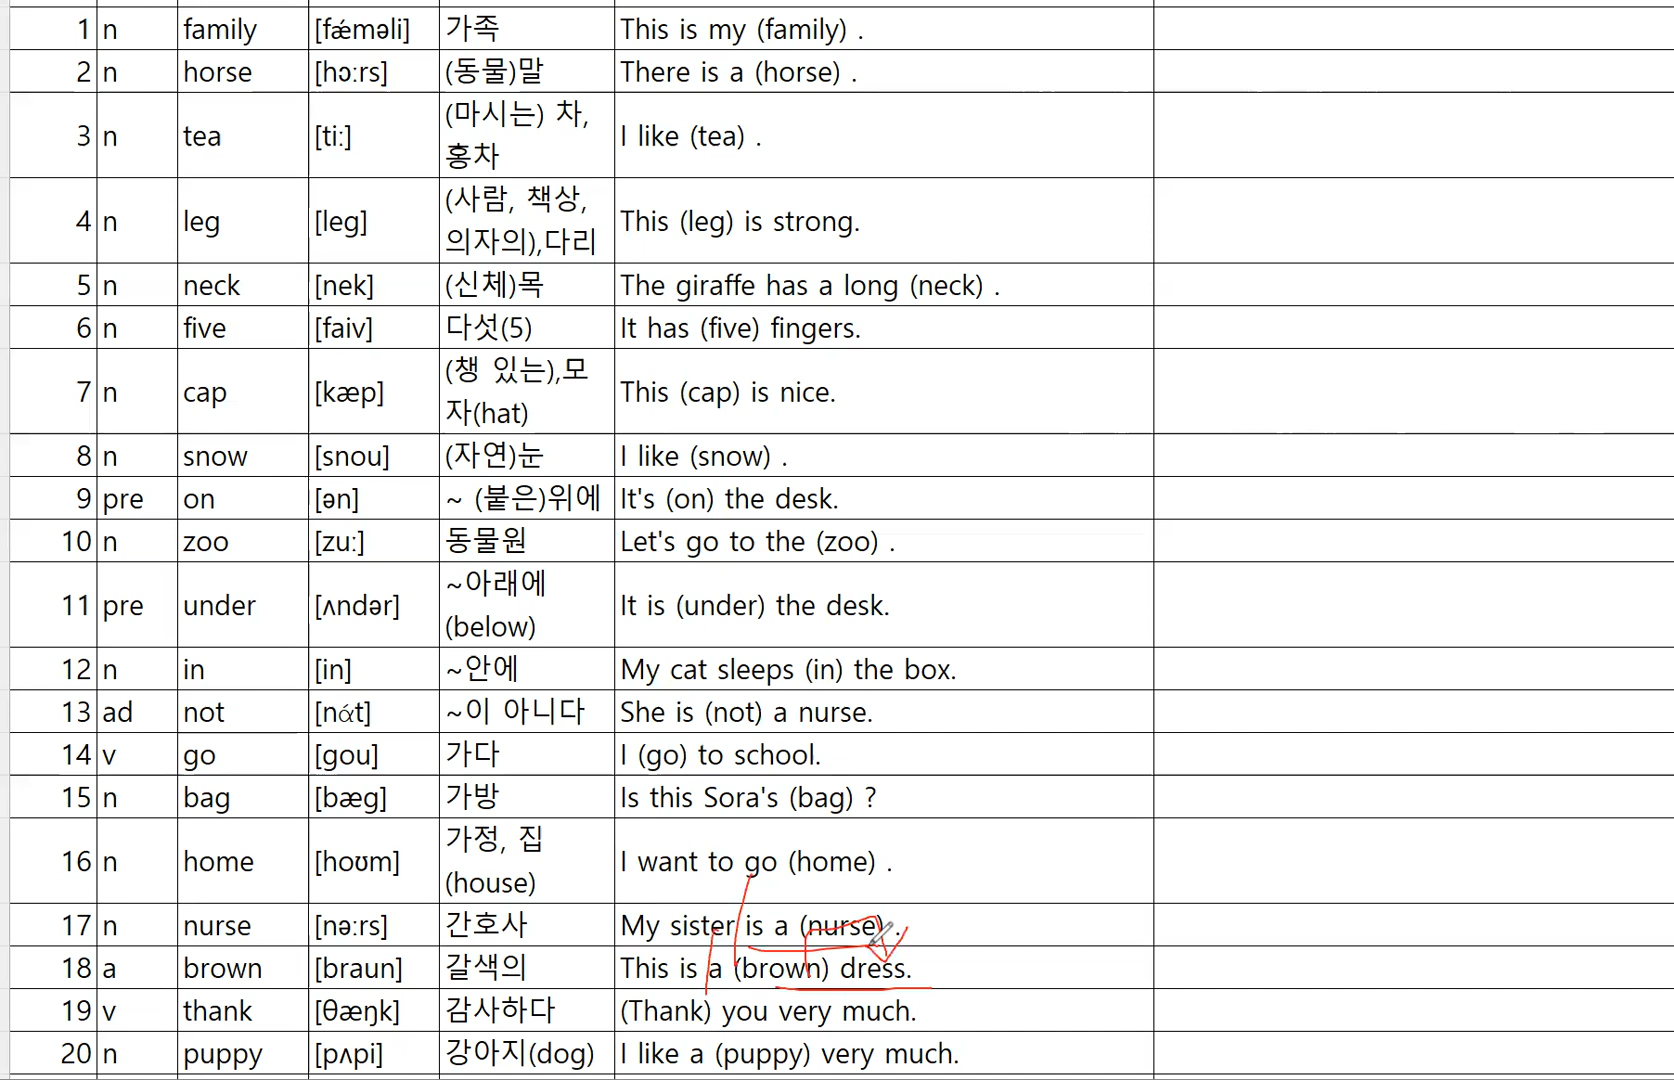 1 n family [fǽməli] 가족 This is my (family) .
2 n horse [hɔːrs] (동물)말 There is a (horse) .
3 n tea [tiː] (마시는) 차, 홍차 I like (tea) .
4 n leg [leg] (사람, 책상, 의자의),다리 This (leg) is strong.
5 n neck [nek] (신체)목 The giraffe has a long (neck) .
6 n five [faiv] 다섯(5) It has (five) fingers.
7 n cap [kæp] (챙 있는),모자(hat) This (cap) is nice.
8 n snow [snou] (자연)눈 I like (snow) .
9 pre on [ən] ~ (붙은)위에 It's (on) the desk.
10 n zoo [zuː] 동물원 Let's go to the (zoo) .
11 pre under [ʌndər] ~아래에 (below) It is (under) the desk.
12 n in [in] ~안에 My cat sleeps (in) the box.
13 ad not [nάt] ~이 아니다 She is (not) a nurse.
14 v go [gou] 가다 I (go) to school.
15 n bag [bæg] 가방 Is this Sora's (bag) ?
16 n home [hoʊm] 가정, 집 (house) I want to go (home) .
17 n nurse [nəːrs] 간호사 My sister is a (nurse) .
18 a brown [braun] 갈색의 This is a (brown) dress.
19 v thank [θæŋk] 감사하다 (Thank) you very much.
20 n puppy [pʌpi] 강아지(dog) I like a (puppy) very much.